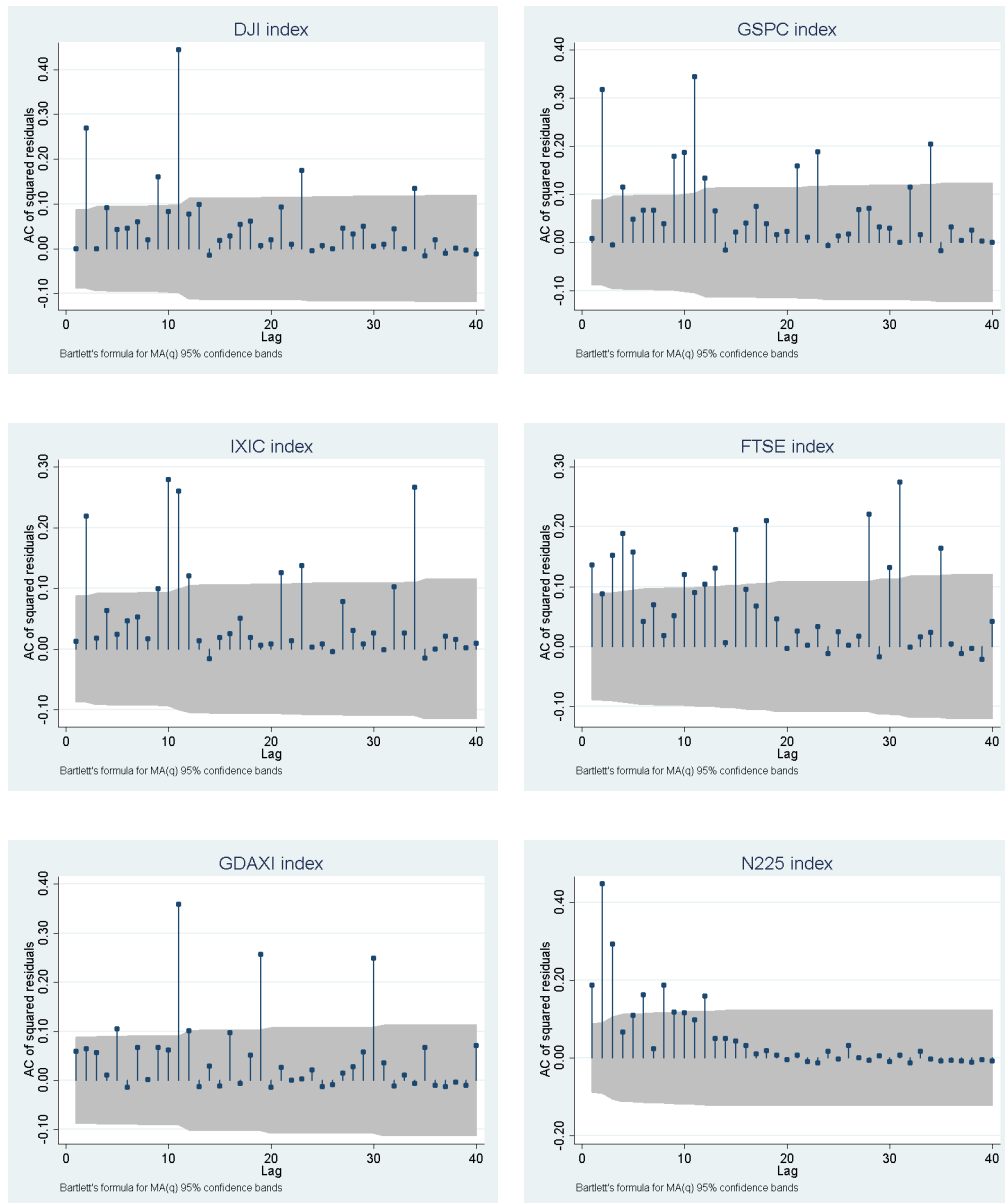 DJI index
AC of squared residuals
0.40
0.30
0.20
0.10
0.00
-0.10
0 10 20 30 40
Lag
Bartlett's formula for MA(q) 95% confidence bands
GSPC index
AC of squared residuals
0.40
0.30
0.20
0.10
0.00
-0.10
0 10 20 30 40
Lag
Bartlett's formula for MA(q) 95% confidence bands
IXIC index
AC of squared residuals
0.30
0.20
0.10
0.00
-0.10
0 10 20 30 40
Lag
Bartlett's formula for MA(q) 95% confidence bands
FTSE index
AC of squared residuals
0.30
0.20
0.10
0.00
-0.10
0 10 20 30 40
Lag
Bartlett's formula for MA(q) 95% confidence bands
GDAXI index
AC of squared residuals
0.40
0.30
0.20
0.10
0.00
-0.10
0 10 20 30 40
Lag
Bartlett's formula for MA(q) 95% confidence bands
N225 index
AC of squared residuals
0.40
0.20
0.00
-0.20
0 10 20 30 40
Lag
Bartlett's formula for MA(q) 95% confidence bands